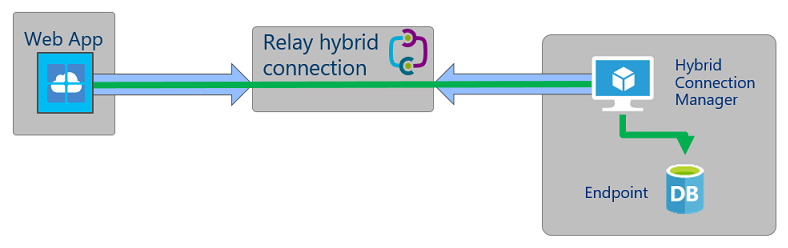 Web App
Relay hybrid
connection
Hybrid
Connection
Manager
Endpoint
DB